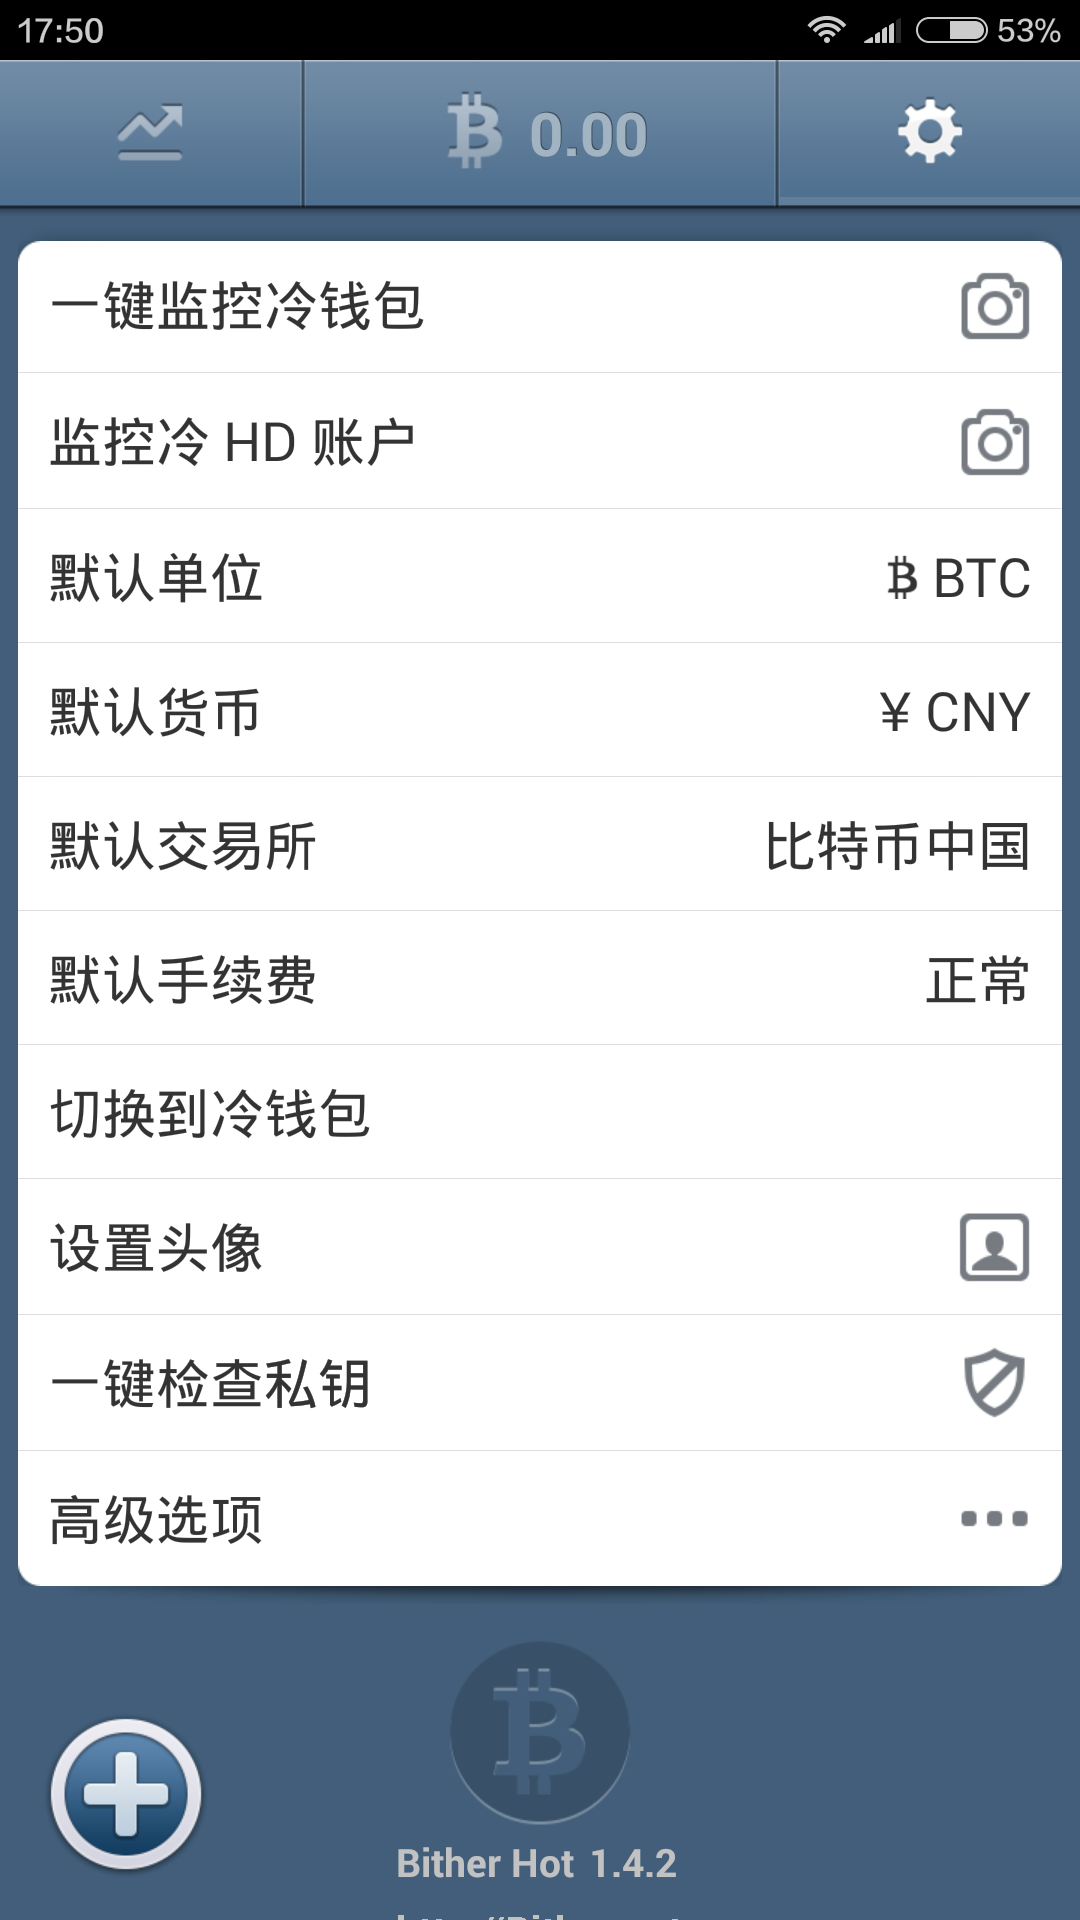 17:50 53%
0.00
一键监控冷钱包
监控冷 HD 账户
默认单位 BTC
默认货币 ¥ CNY
默认交易所 比特币中国
默认手续费 正常
切换到冷钱包
设置头像
一键检查私钥
高级选项
Bither Hot 1.4.2